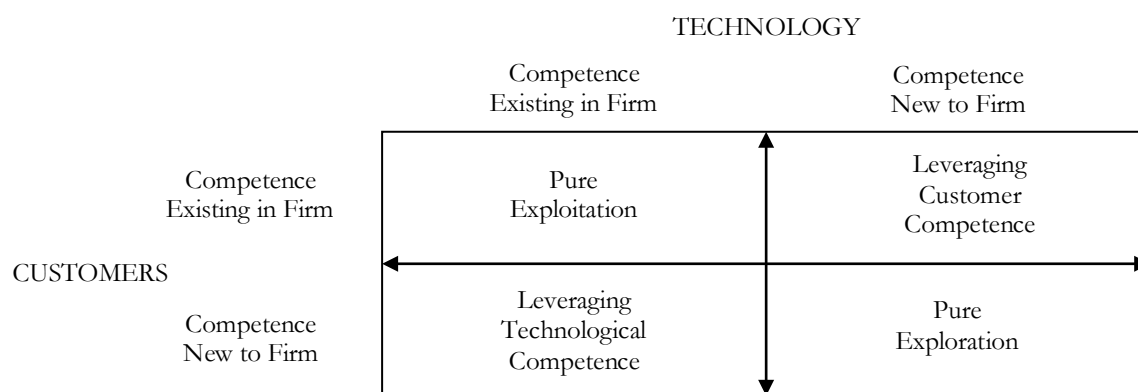 TECHNOLOGY
Competence
Existing in Firm
Competence
New to Firm
Competence
Existing in Firm
Pure
Exploitation
Leveraging
Customer
Competence
CUSTOMERS
Competence
New to Firm
Leveraging
Technological
Competence
Pure
Exploration